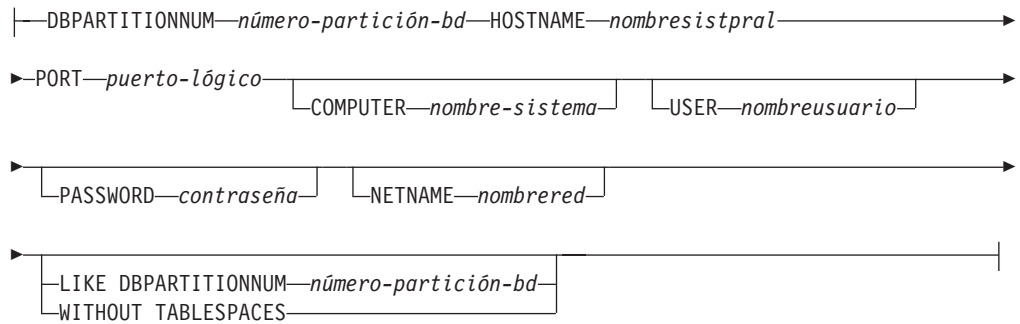 DBPARTITIONNUM número-partición-bd HOSTNAME nombresistpral
PORT puerto-lógico
COMPUTER nombre-sistema USER nombreusuario
PASSWORD contraseña NETNAME nombrered
LIKE DBPARTITIONNUM número-partición-bd
WITHOUT TABLESPACES